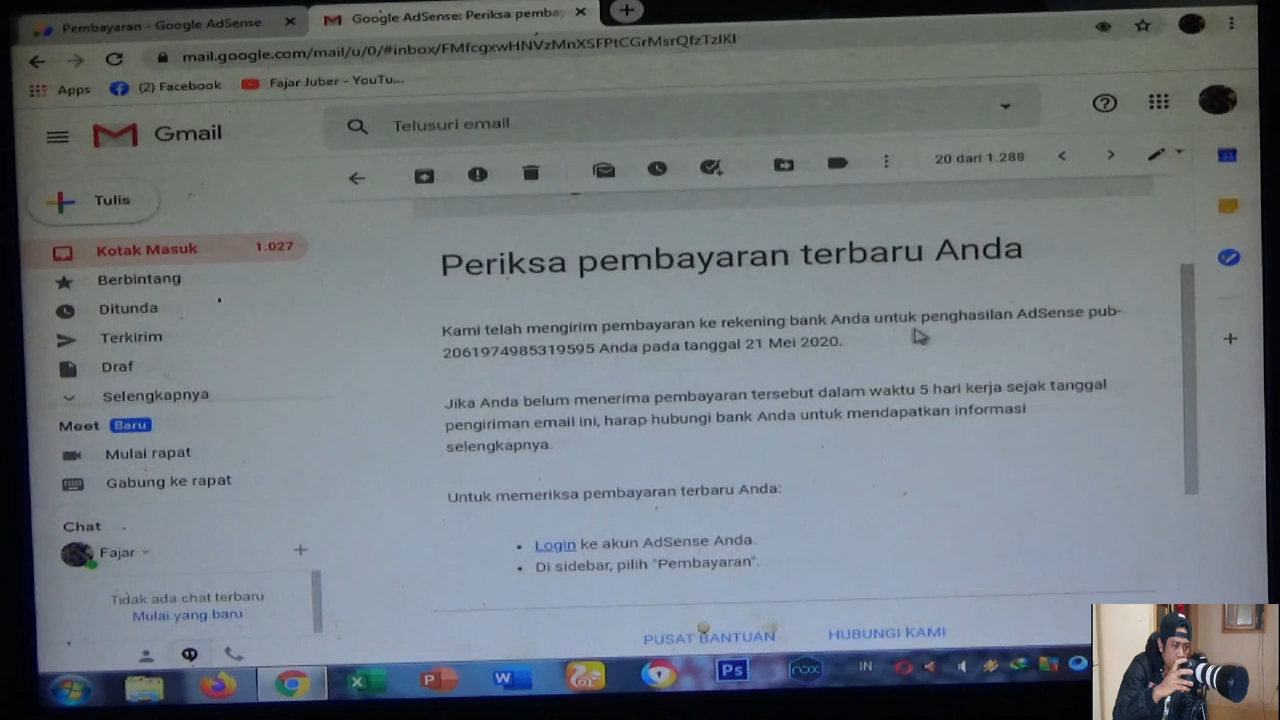 Pembayaran - Google AdSense
Google AdSense: Periksa pemba
mail.google.com/mail/u/0/#inbox/FMfcgxwHNVzMnXSFPtCGrMsrQfzTzlKl
Apps
(2) Facebook
Fajar Juber - YouTu...
Gmail
Telusuri email
20 dari 1.288
Tulis
Kotak Masuk 1.027
Berbintang
Ditunda
Terkirim
Draf
Selengkapnya
Meet Baru
Mulai rapat
Gabung ke rapat
Chat
Fajar
Tidak ada chat terbaru
Mulai yang baru
Periksa pembayaran terbaru Anda
Kami telah mengirim pembayaran ke rekening bank Anda untuk penghasilan AdSense pub-
2061974985319595 Anda pada tanggal 21 Mei 2020.
Jika Anda belum menerima pembayaran tersebut dalam waktu 5 hari kerja sejak tanggal
pengiriman email ini, harap hubungi bank Anda untuk mendapatkan informasi
selengkapnya.
Untuk memeriksa pembayaran terbaru Anda:
• Login ke akun AdSense Anda.
• Di sidebar, pilih "Pembayaran".
PUSAT BANTUAN
HUBUNGI KAMI
X
P
W
Ps
nox
IN